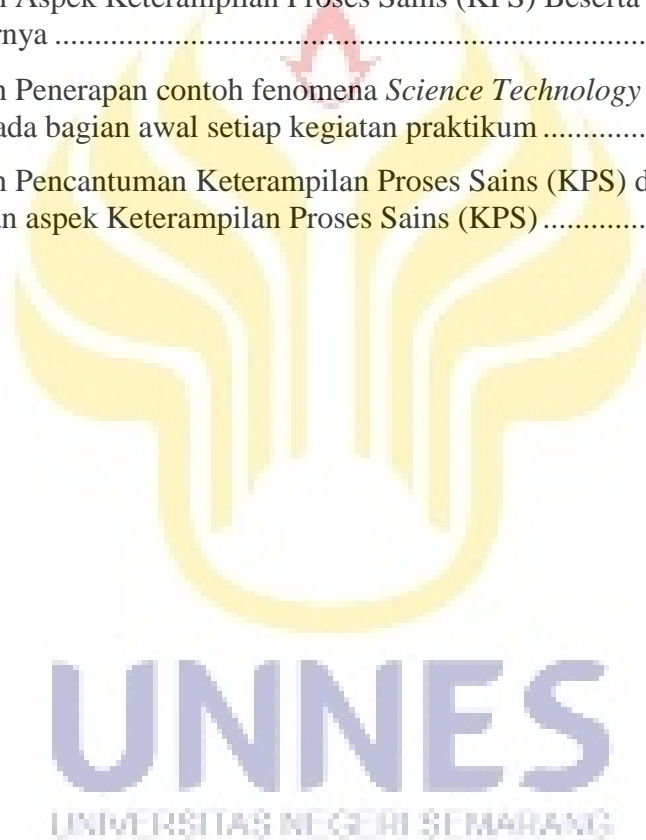 Aspek Keterampilan Proses Sains (KPS) Beserta
rnya ........................................................................
n Penerapan contoh fenomena Science Technology
ada bagian awal setiap kegiatan praktikum ..............
n Pencantuman Keterampilan Proses Sains (KPS) d
an aspek Keterampilan Proses Sains (KPS) ..............
UNNES
UNIVERSITAS NEGERI SEMARANG